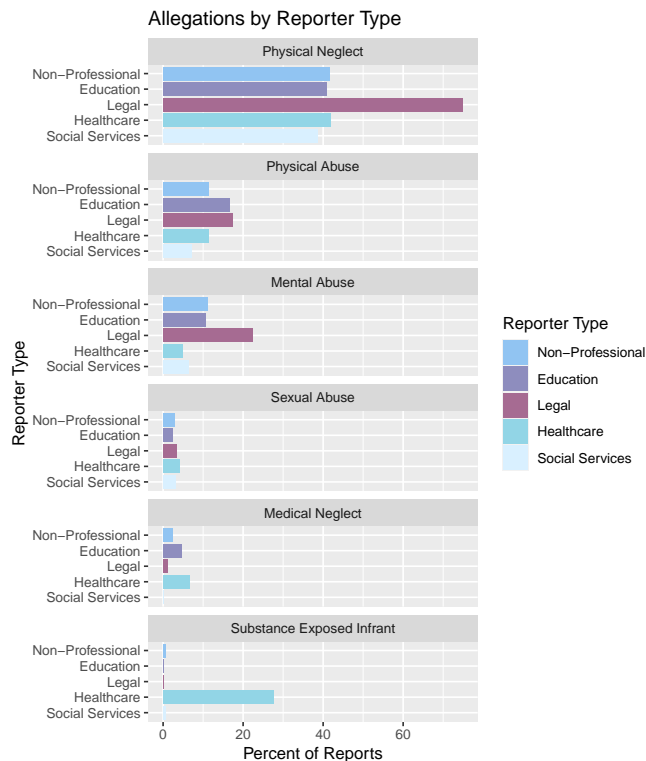 Allegations by Reporter Type
Physical Neglect
Non−Professional
Education
Legal
Healthcare
Social Services
Physical Abuse
Non−Professional
Education
Legal
Healthcare
Social Services
Mental Abuse
Non−Professional
Education
Legal
Healthcare
Social Services
Sexual Abuse
Non−Professional
Education
Legal
Healthcare
Social Services
Medical Neglect
Non−Professional
Education
Legal
Healthcare
Social Services
Substance Exposed Infrant
Non−Professional
Education
Legal
Healthcare
Social Services
0 20 40 60
Percent of Reports
Reporter Type
Reporter Type
Non−Professional
Education
Legal
Healthcare
Social Services